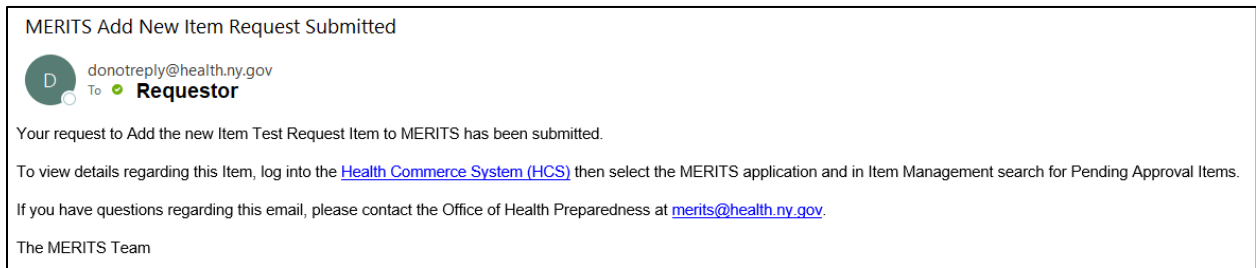 MERITS Add New Item Request Submitted
D
donotreply@health.ny.gov
To Requestor
Your request to Add the new Item Test Request Item to MERITS has been submitted.
To view details regarding this Item, log into the Health Commerce System (HCS) then select the MERITS application and in Item Management search for Pending Approval Items.
If you have questions regarding this email, please contact the Office of Health Preparedness at merits@health.ny.gov.
The MERITS Team